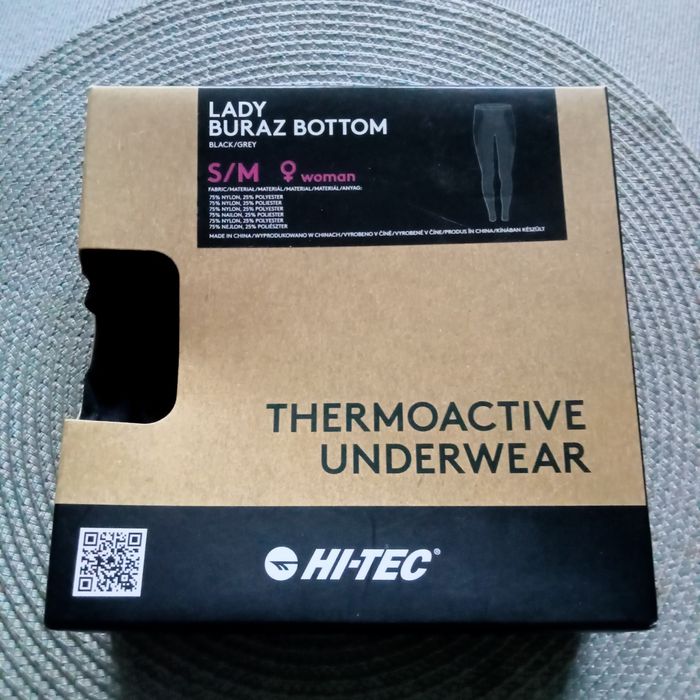 LADY
BURAZ BOTTOM
BLACK/GREY
S/M woman
FABRIC/MATERIAŁ/MATERIÁL/MATERIAL/MATERIÁL/ANYAG:
75% NYLON, 25% POLYESTER
75% NYLON, 25% POLIESTER
75% NYLON, 25% POLYESTER
75% NAILON, 25% POLIESTER
75% NYLON, 25% POLYESTER
75% NEJLON, 25% POLIÉSZTER
MADE IN CHINA/WYPRODUKOWANO W CHINACH/VYROBENO V ČÍNĚ/VYROBENÉ V ČÍNE/PRODUS ÎN CHINA/KÍNÁBAN KÉSZÜLT
THERMOACTIVE
UNDERWEAR
HI-TEC®